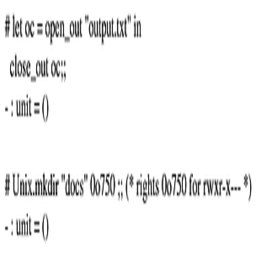 # let oc = open_out "output.txt" in
close_out oc;;
- : unit = ()
# Unix.mkdir "docs" 0o750 ;; (* rights 0o750 for rwxr-x--- *)
- : unit = ()